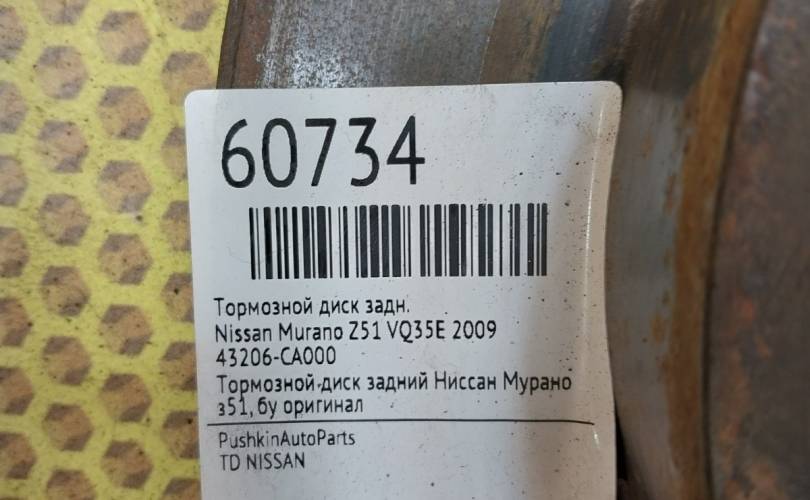 60734
Тормозной диск задн.
Nissan Murano Z51 VQ35E 2009
43206-CA000
Тормозной диск задний Ниссан Мурано
з51, бу оригинал
PushkinAutoParts
TD NISSAN